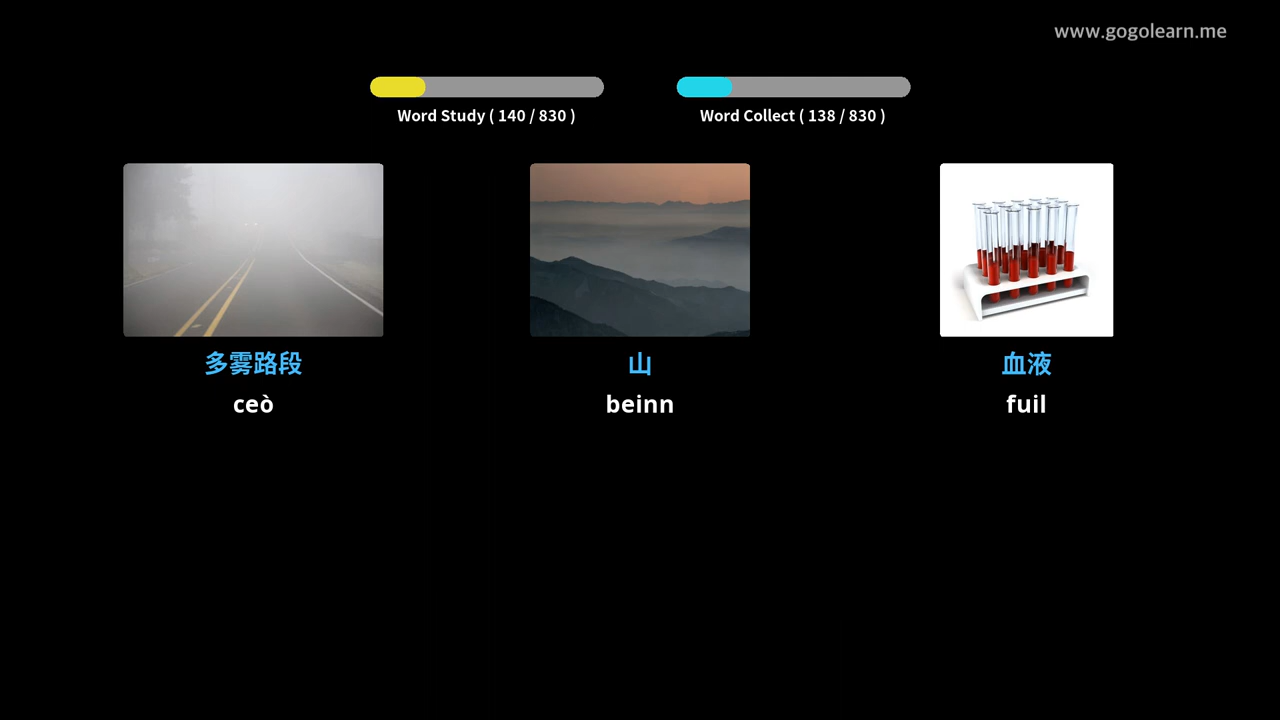 www.gogolearn.me
Word Study ( 140 / 830 )
Word Collect ( 138 / 830 )
多雾路段
山
血液
ceò
beinn
fuil